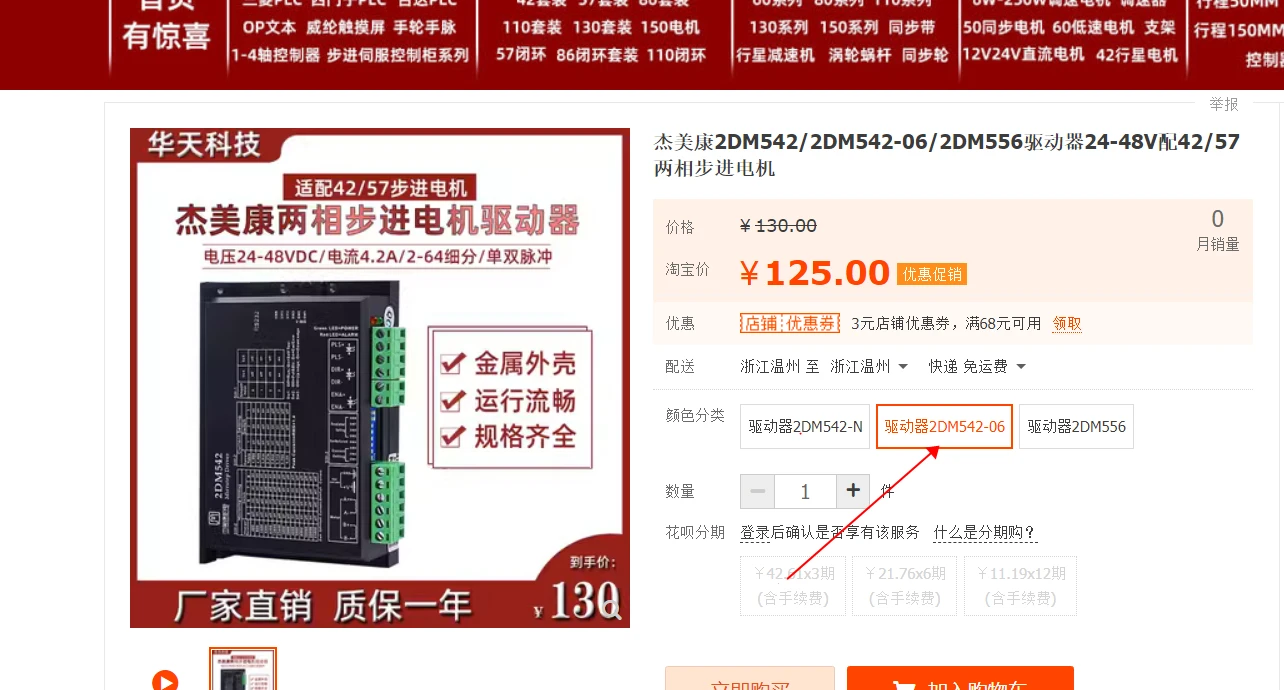 有惊喜
OP文本 威纶触摸屏 手轮手脉
1-4轴控制器 步进伺服控制柜系列
110套装 130套装 150电机
57闭环 86闭环套装 110闭环
130系列 150系列 同步带
行星减速机 涡轮蜗杆 同步轮
50同步电机 60低速电机 支架
12V24V直流电机 42行星电机
行程150MM
举报
华天科技
适配42/57步进电机
杰美康两相步进电机驱动器
电压24-48VDC/电流4.2A/2-64细分/单双脉冲
PLS+
PLS-
DIR+
DIR-
ENA+
ENA-
2DM542
金属外壳
运行流畅
规格齐全
到手价:
¥ 130
厂家直销 质保一年
杰美康2DM542/2DM542-06/2DM556驱动器24-48V配42/57
两相步进电机
价格
¥ 130.00
0
月销量
淘宝价
¥ 125.00
优惠促销
优惠
店铺 优惠券
3元店铺优惠券，满68元可用 领取
配送
浙江温州 至 浙江温州 快递 免运费
颜色分类
驱动器2DM542-N
驱动器2DM542-06
驱动器2DM556
数量
1
件
花呗分期
登录后确认是否享有该服务 什么是分期购？
¥42.61x3期
(含手续费)
¥21.76x6期
(含手续费)
¥11.19x12期
(含手续费)
立即购买
加入购物车